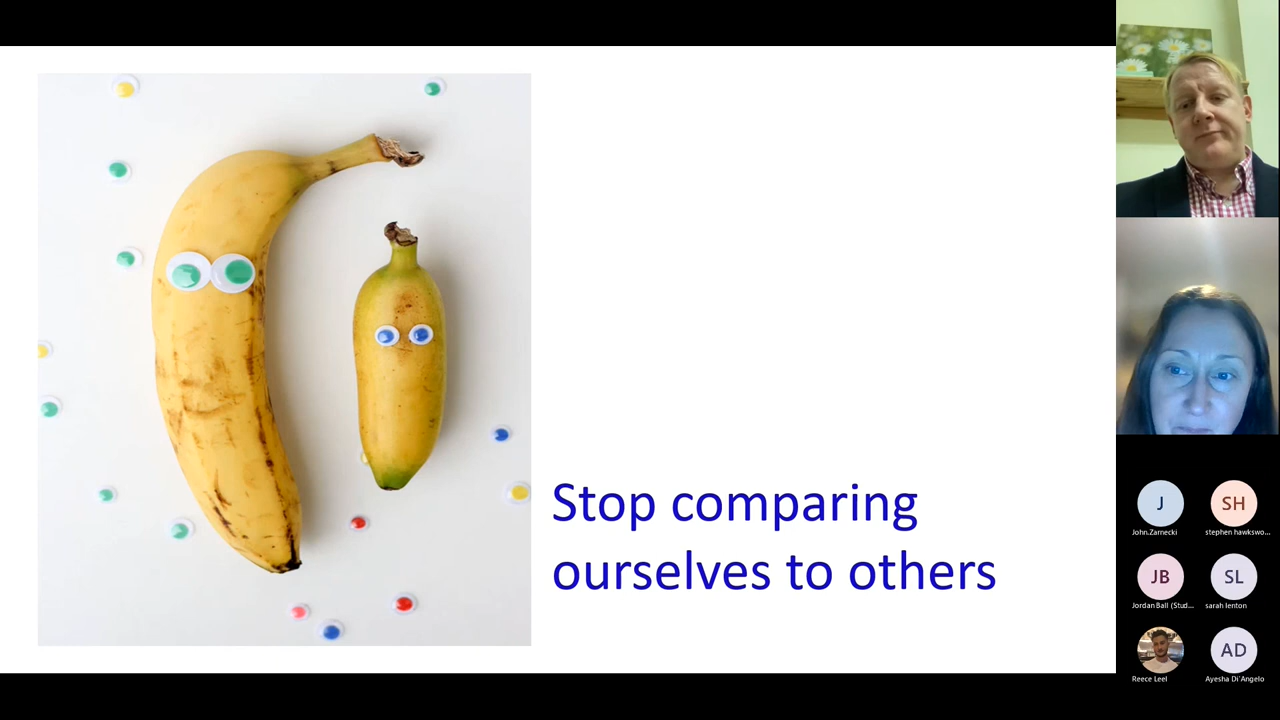 Stop comparing
ourselves to others
J
John.Zarnecki
SH
stephen hawkswo...
JB
Jordan Ball (Stud...
SL
sarah lenton
Reece Leel
AD
Ayesha Di'Angelo